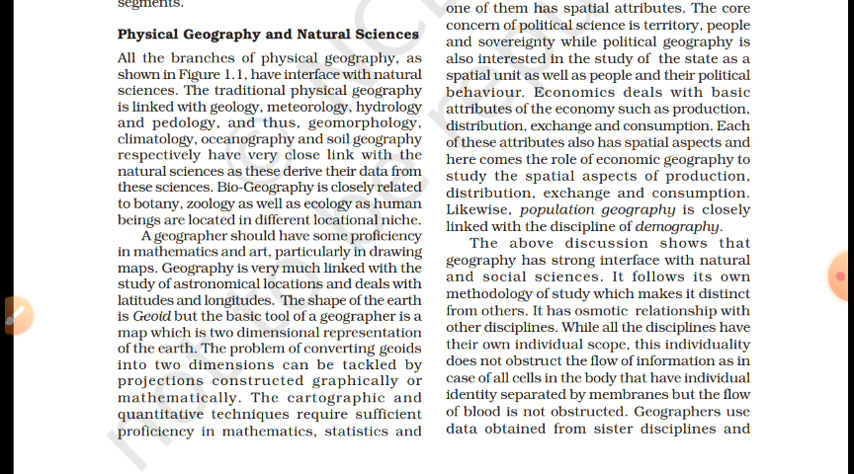 segments.
Physical Geography and Natural Sciences
All the branches of physical geography, as
shown in Figure 1.1, have interface with natural
sciences. The traditional physical geography
is linked with geology, meteorology, hydrology
and pedology, and thus, geomorphology,
climatology, oceanography and soil geography
respectively have very close link with the
natural sciences as these derive their data from
these sciences. Bio-Geography is closely related
to botany, zoology as well as ecology as human
beings are located in different locational niche.
A geographer should have some proficiency
in mathematics and art, particularly in drawing
maps. Geography is very much linked with the
study of astronomical locations and deals with
latitudes and longitudes. The shape of the earth
is Geoid but the basic tool of a geographer is a
map which is two dimensional representation
of the earth. The problem of converting geoids
into two dimensions can be tackled by
projections constructed graphically or
mathematically. The cartographic and
quantitative techniques require sufficient
proficiency in mathematics, statistics and
one of them has spatial attributes. The core
concern of political science is territory, people
and sovereignty while political geography is
also interested in the study of the state as a
spatial unit as well as people and their political
behaviour. Economics deals with basic
attributes of the economy such as production,
distribution, exchange and consumption. Each
of these attributes also has spatial aspects and
here comes the role of economic geography to
study the spatial aspects of production,
distribution, exchange and consumption.
Likewise, population geography is closely
linked with the discipline of demography.
The above discussion shows that
geography has strong interface with natural
and social sciences. It follows its own
methodology of study which makes it distinct
from others. It has osmotic relationship with
other disciplines. While all the disciplines have
their own individual scope, this individuality
does not obstruct the flow of information as in
case of all cells in the body that have individual
identity separated by membranes but the flow
of blood is not obstructed. Geographers use
data obtained from sister disciplines and